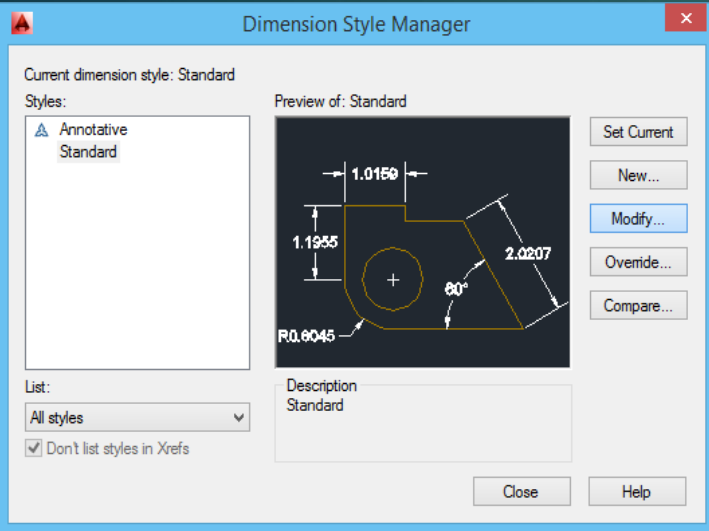 Dimension Style Manager
Current dimension style: Standard
Styles:
Annotative
Standard
Preview of: Standard
1.0159
1.1955
2.0207
60°
R0.6045
Set Current
New...
Modify...
Override...
Compare...
List:
All styles
Don't list styles in Xrefs
Description
Standard
Close
Help